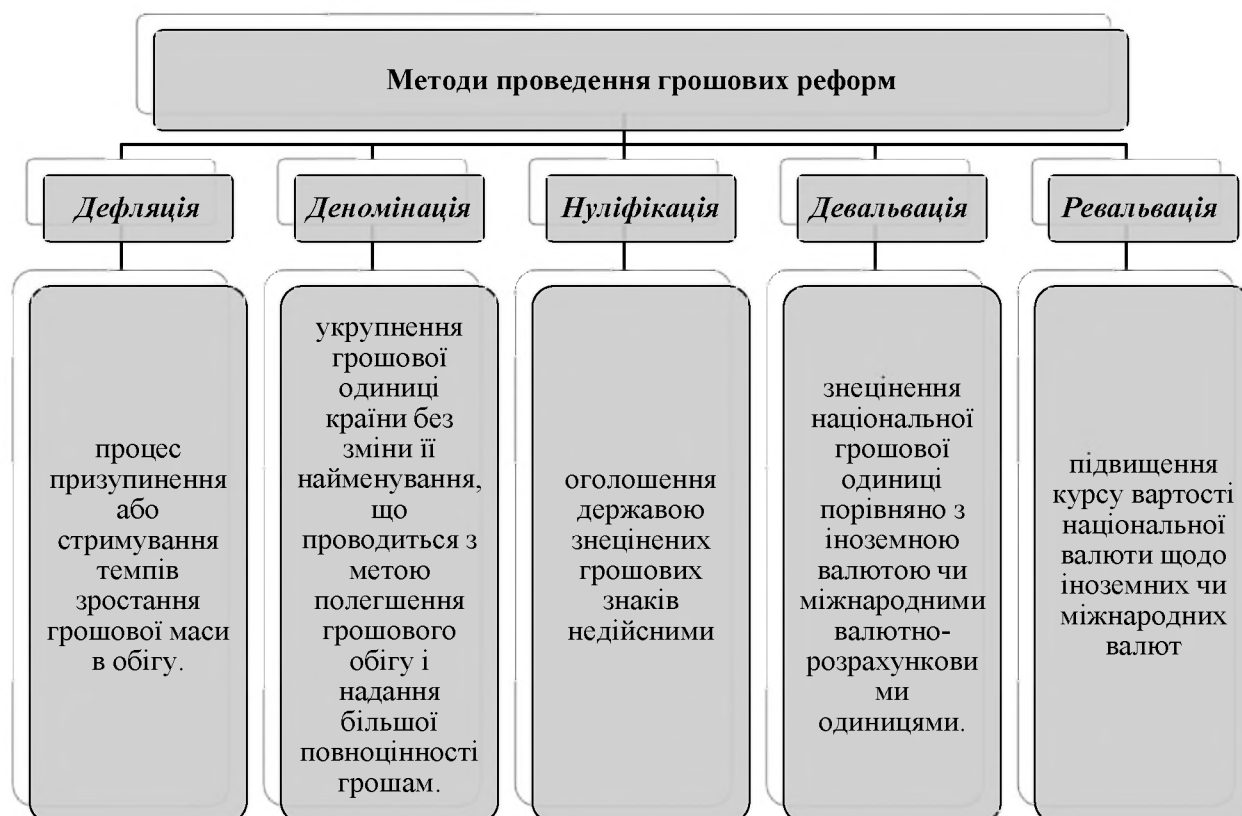 Методи проведення грошових реформ
Дефляція
Деномінація
Нуліфікація
Девальвація
Ревальвація
процес
призупинення
або
стримування
темпів
зростання
грошової маси
в обігу.
укрупнення
грошової
одиниці
країни без
зміни її
найменування,
що
проводиться з
метою
полегшення
грошового
обігу і
надання
більшої
повноцінності
грошам.
оголошення
державою
знецінених
грошових
знаків
недійсними
знецінення
національної
грошової
одиниці
порівняно з
іноземною
валютою чи
міжнародними
валютно-
розрахункови
ми
одиницями.
підвищення
курсу вартості
національної
валюти щодо
іноземних чи
міжнародних
валют